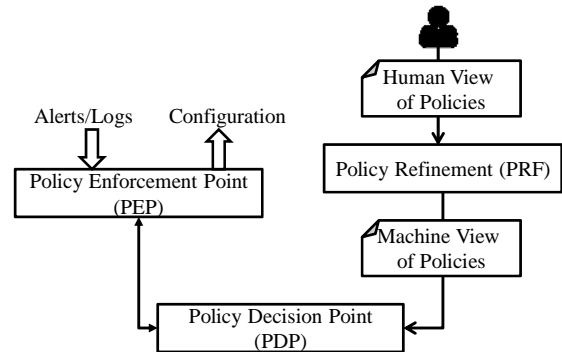 Human View
of Policies
Alerts/Logs
Configuration
Policy Enforcement Point
(PEP)
Policy Refinement (PRF)
Machine View
of Policies
Policy Decision Point
(PDP)